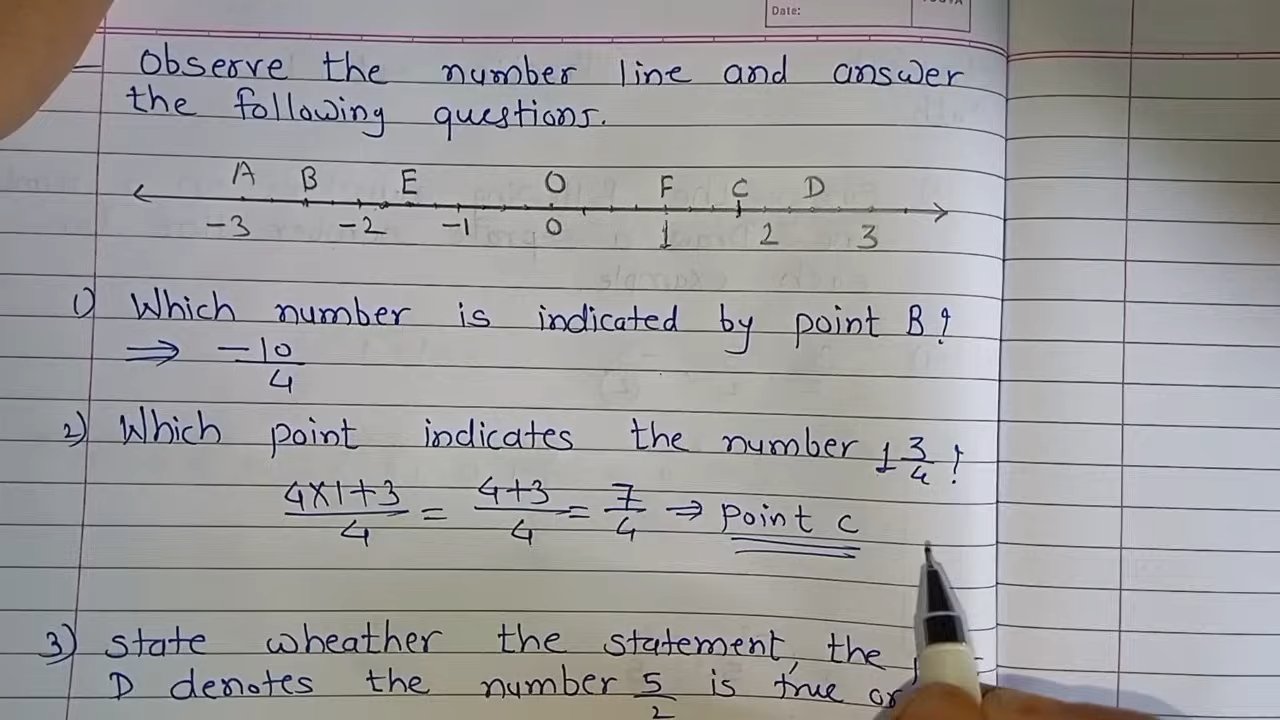 Date:
Observe the number line and answer
the following questions.
A B E O F C D
-3 -2 -1 0 1 2 3
1) Which number is indicated by point B?
⇒ -10/4
2) Which point indicates the number 1 3/4?
4×1+3/4 = 4+3/4 = 7/4 ⇒ Point C
3) state wheather the statement, the
D denotes the number 5/2 is true or